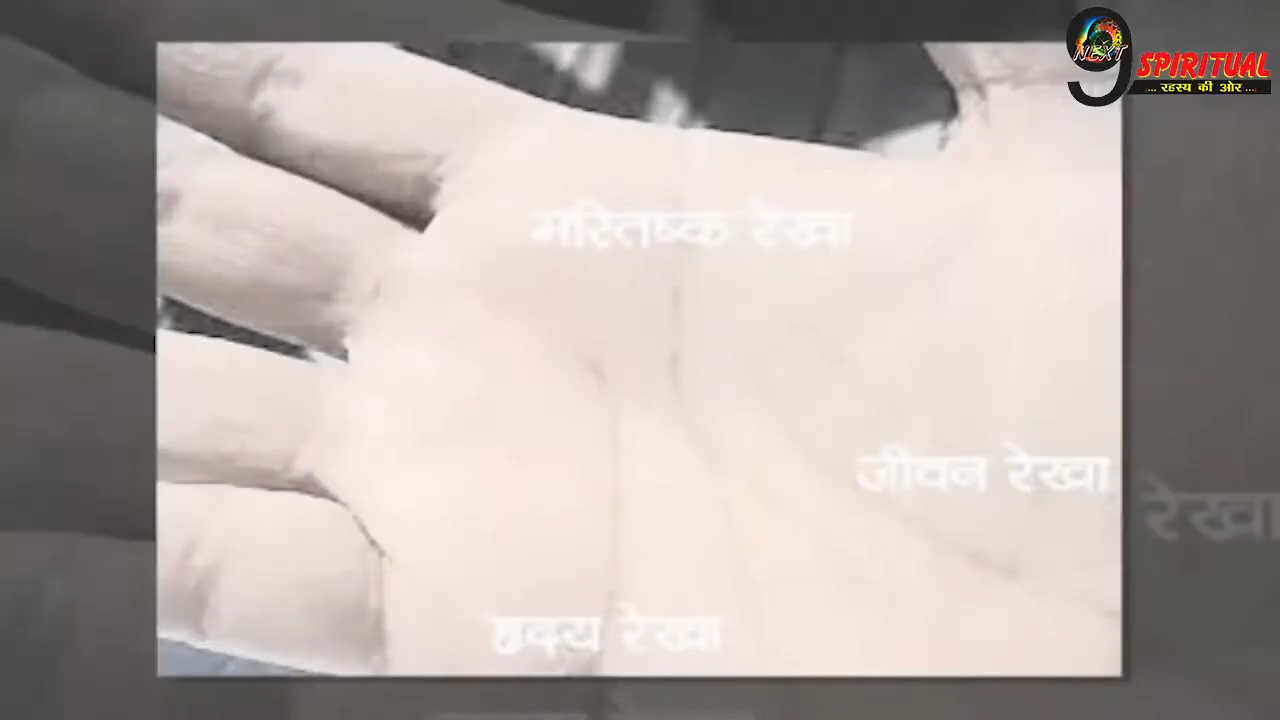 9
NEXT
SPIRITUAL
... रहस्य की ओर ...
मस्तिष्क रेखा
जीवन रेखा
रेखा
हृदय रेखा